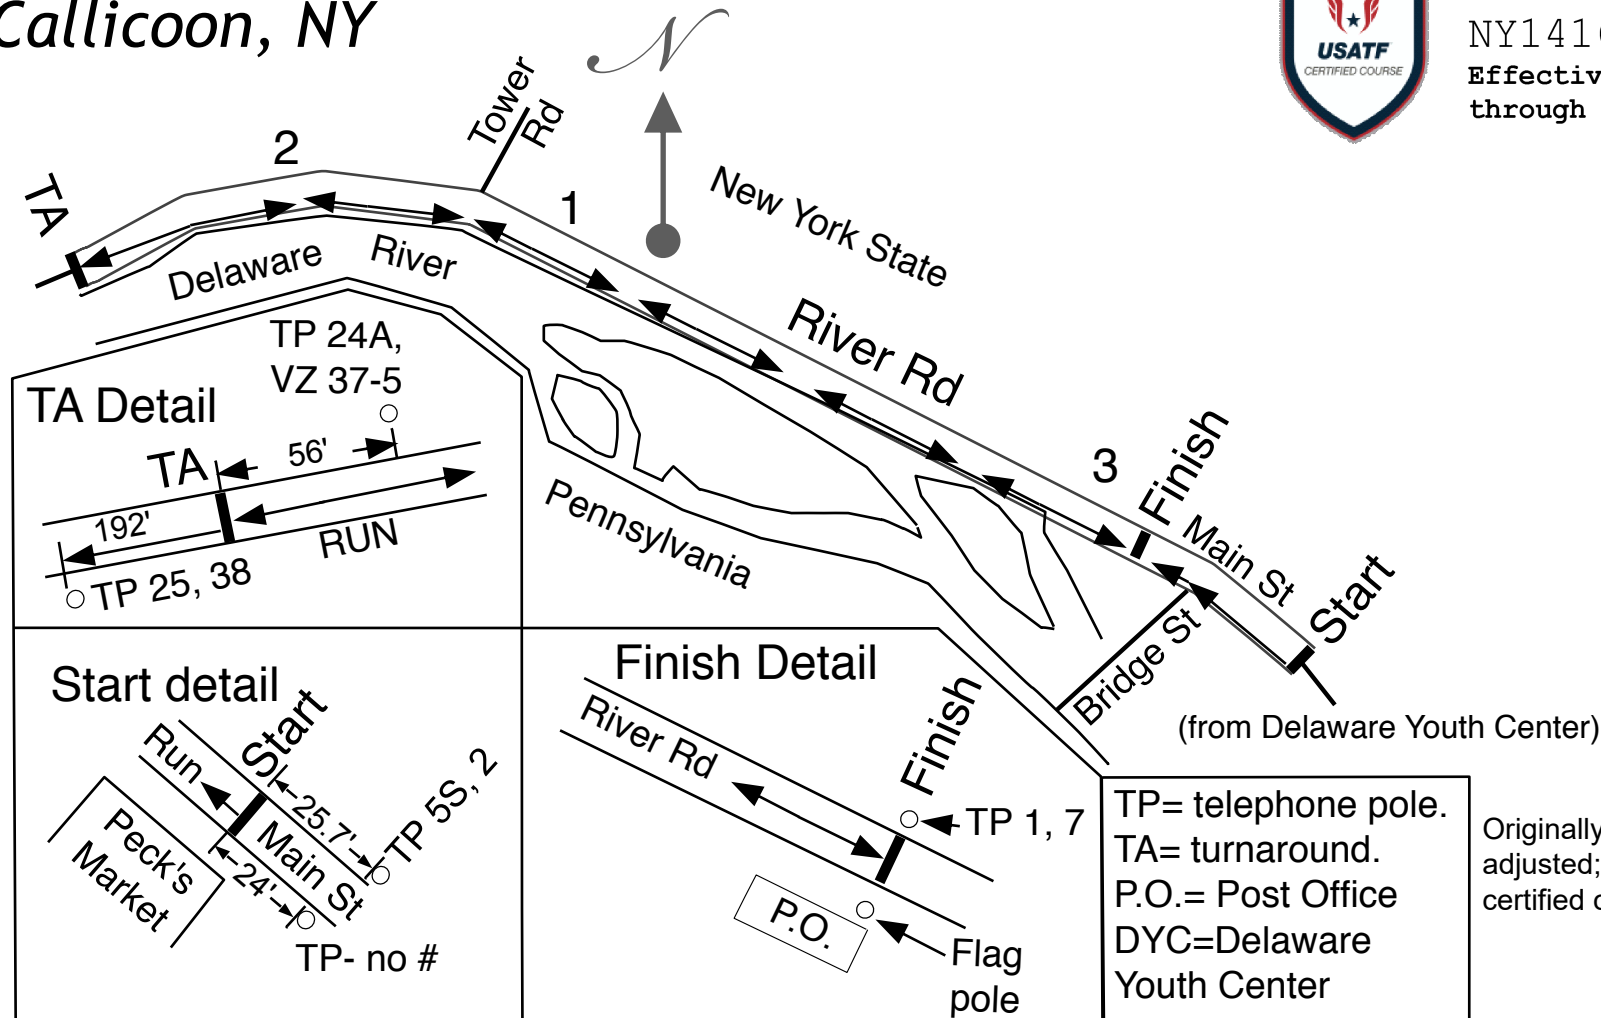 Callicoon, NY
USATF
CERTIFIED COURSE
NY141
Effectiv
through
N
Tower
Rd
2
TA
1
New York State
Delaware River
River Rd
TP 24A,
VZ 37-5
TA Detail
TA
56'
192'
RUN
TP 25, 38
Pennsylvania
3
Finish
Main St
Start
Bridge St
(from Delaware Youth Center)
Start detail
Start
Run
25.7'
TP 5S, 2
Main St
Peck's
Market
24'
TP- no #
Finish Detail
River Rd
Finish
TP 1, 7
P.O.
Flag
pole
TP= telephone pole.
TA= turnaround.
P.O.= Post Office
DYC=Delaware
Youth Center
Originally
adjusted;
certified